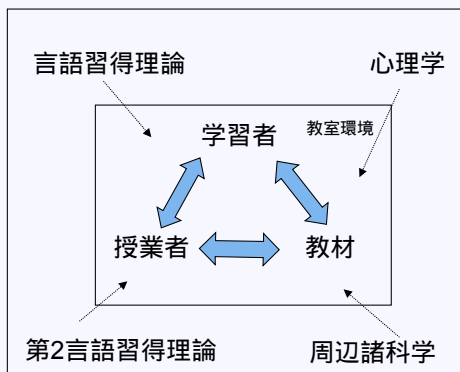 言語習得理論
心理学
教室環境
学習者
授業者
教材
第2言語習得理論
周辺諸科学